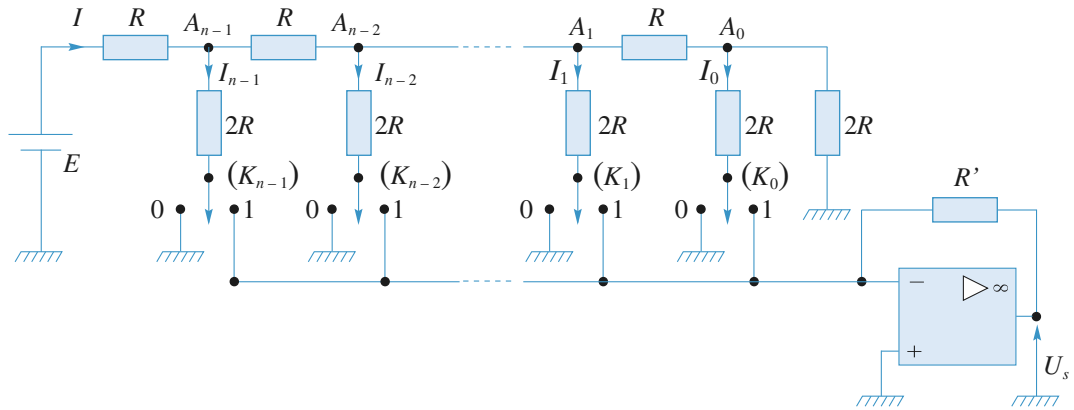 I R A_{n-1} R A_{n-2} A_1 R A_0
I_{n-1} I_{n-2} I_1 I_0
2R 2R 2R 2R 2R
E (K_{n-1}) (K_{n-2}) (K_1) (K_0) R’
0 1 0 1 0 1 0 1
− ∞
+ U_s